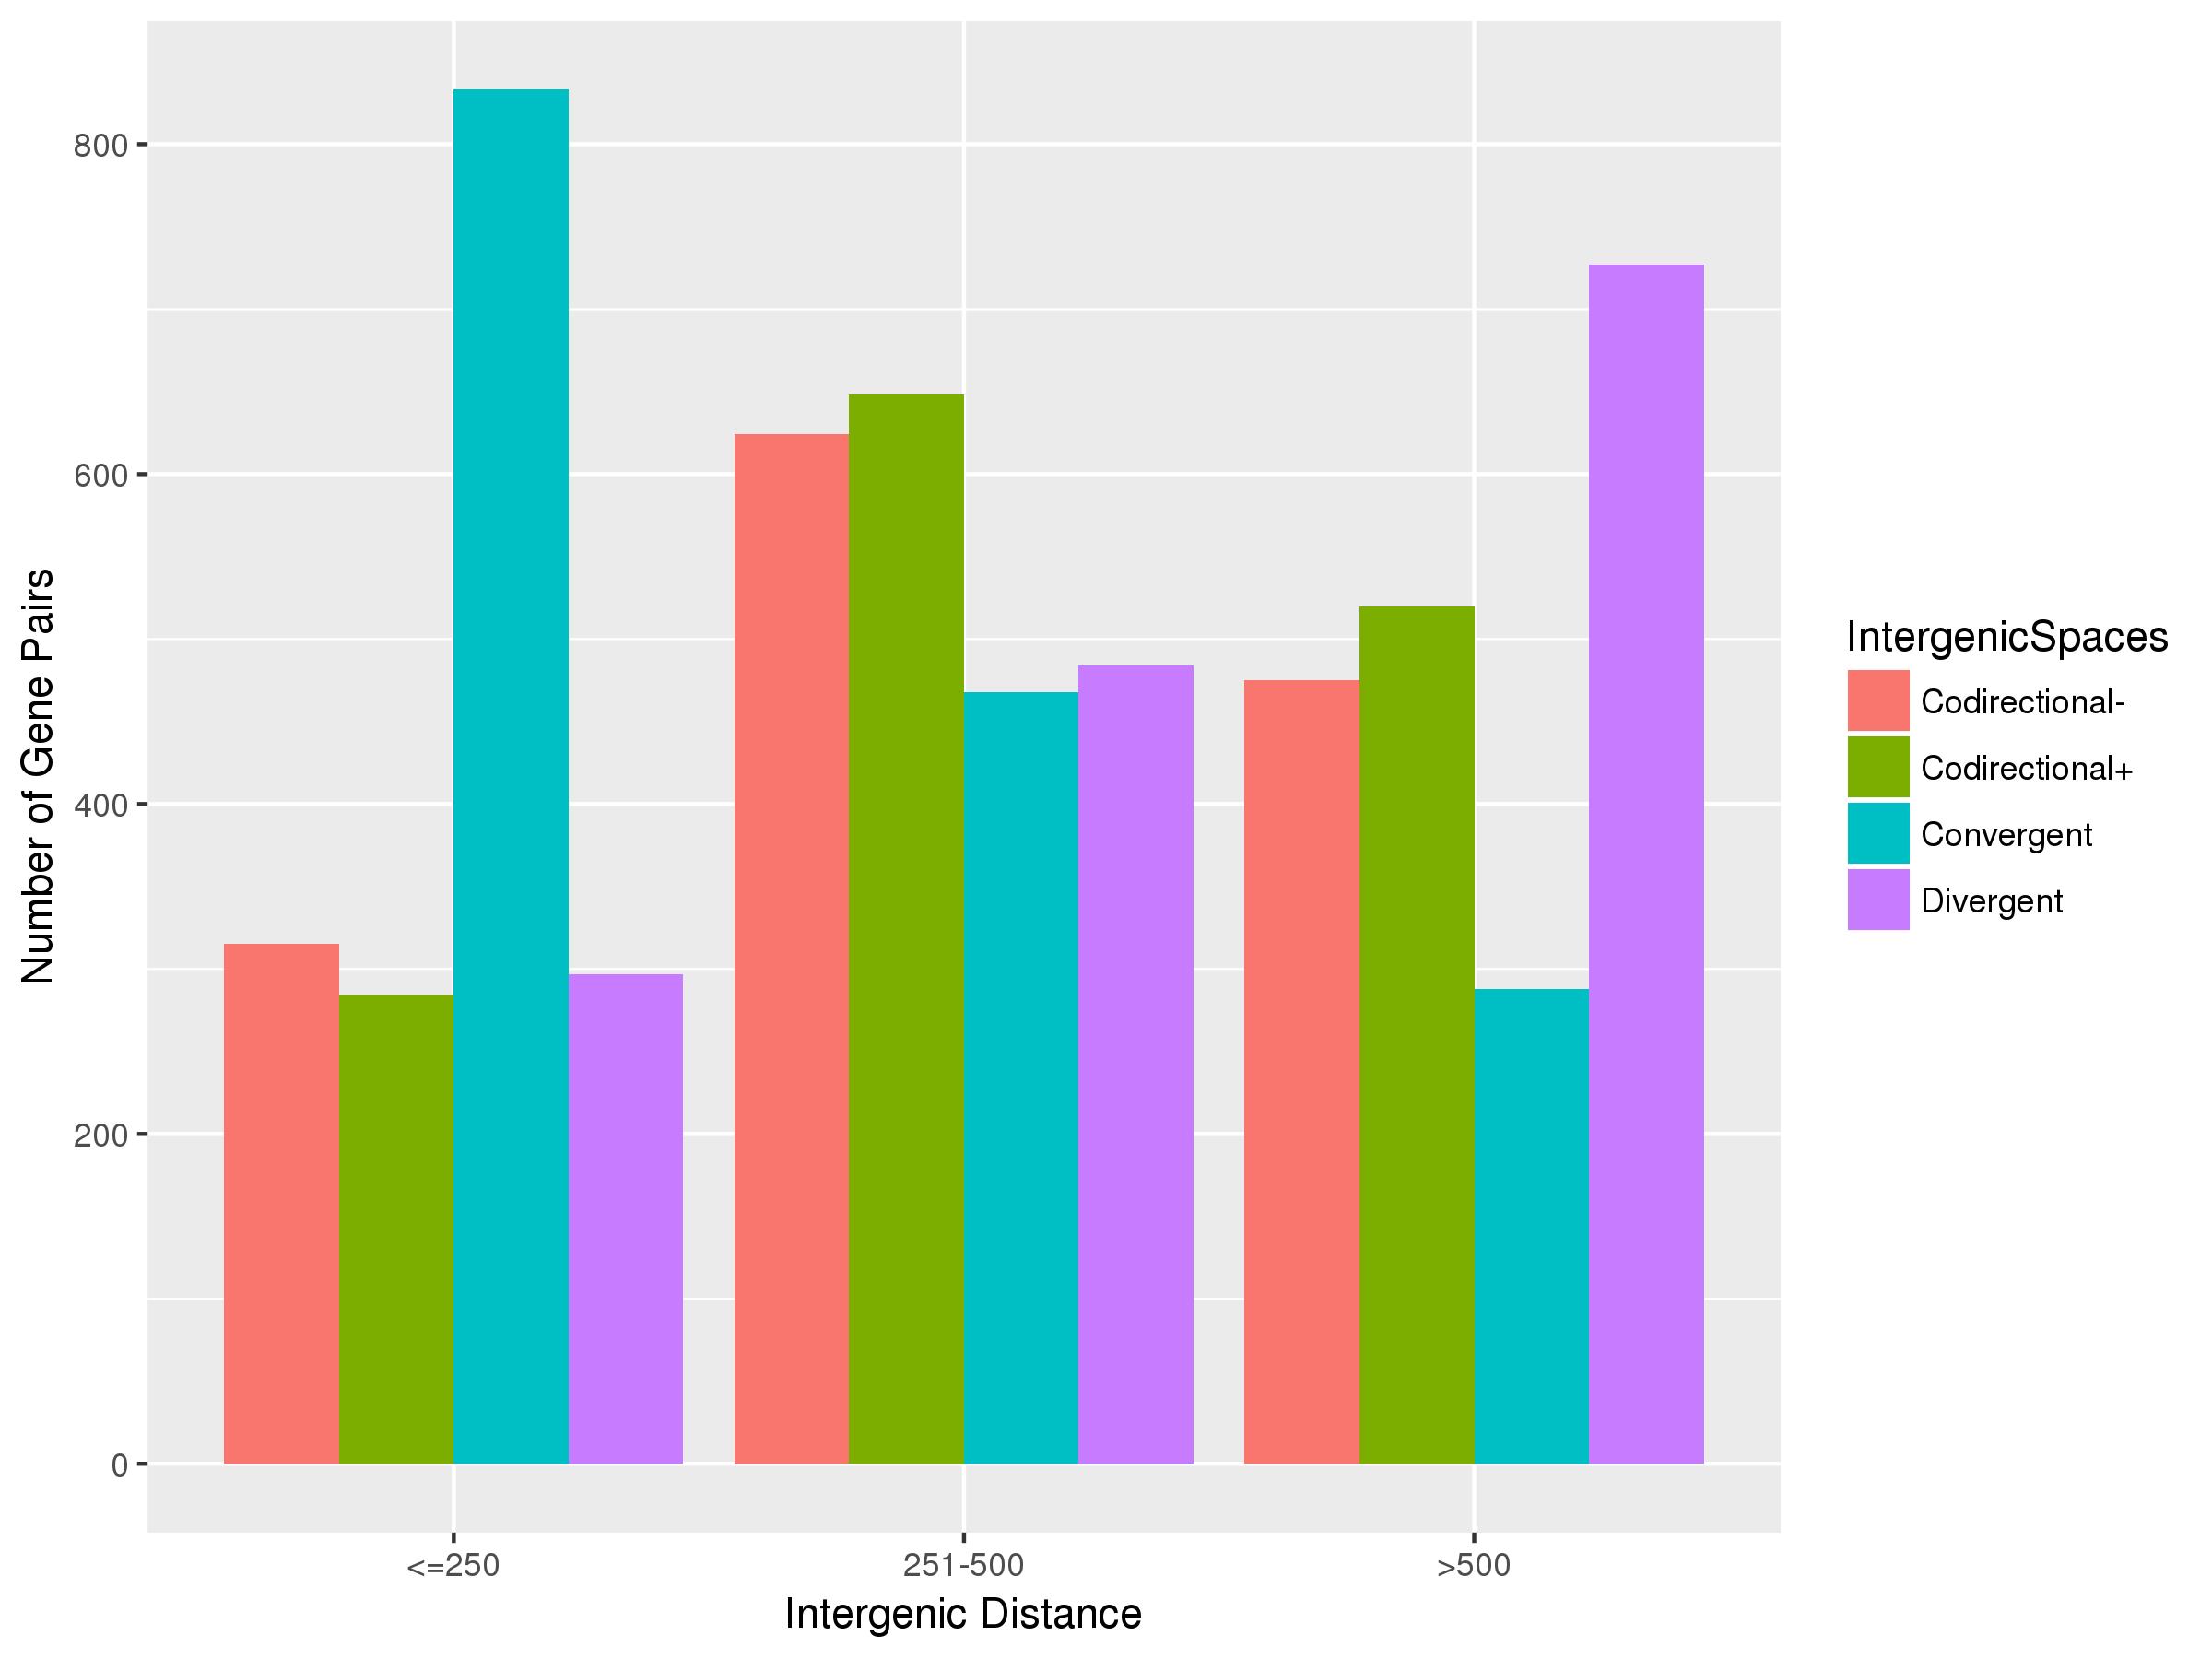 800
600
400
200
0
Number of Gene Pairs
<=250
251-500
>500
Intergenic Distance
IntergenicSpaces
Codirectional-
Codirectional+
Convergent
Divergent